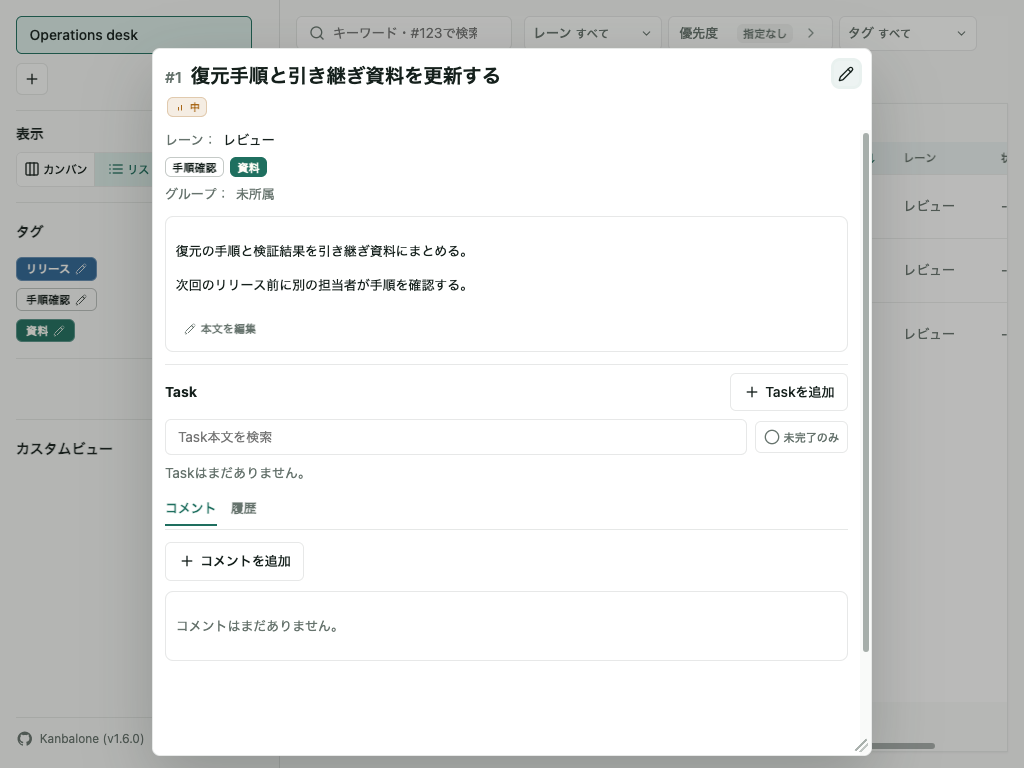 Operations desk
キーワード・#123で検索
レーン すべて
優先度 指定なし
タグ すべて
表示
カンバン
リス
タグ
リリース
手順確認
資料
カスタムビュー
Kanbalone (v1.6.0)
#1 復元手順と引き継ぎ資料を更新する
中
レーン： レビュー
手順確認 資料
グループ： 未所属
復元の手順と検証結果を引き継ぎ資料にまとめる。
次回のリリース前に別の担当者が手順を確認する。
本文を編集
Task
Taskを追加
Task本文を検索
未完了のみ
Taskはまだありません。
コメント 履歴
コメントを追加
コメントはまだありません。
レーン
レビュー
レビュー
レビュー